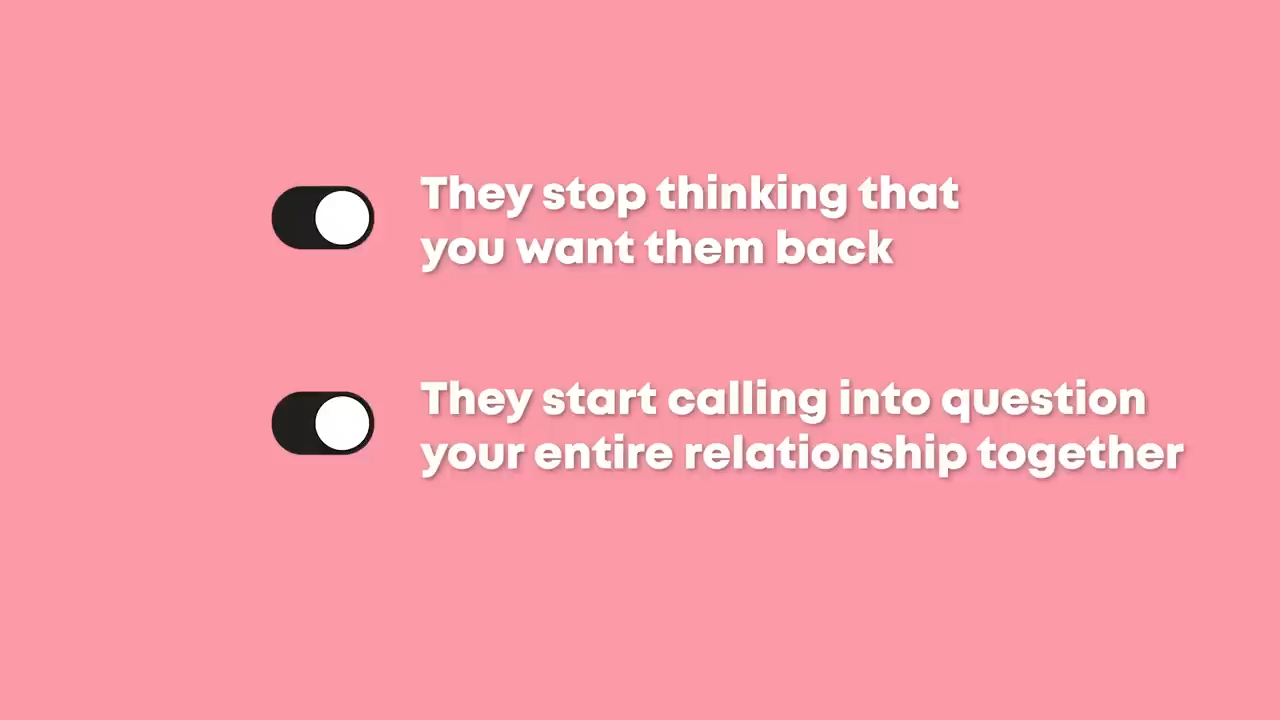 They stop thinking that
you want them back
They start calling into question
your entire relationship together